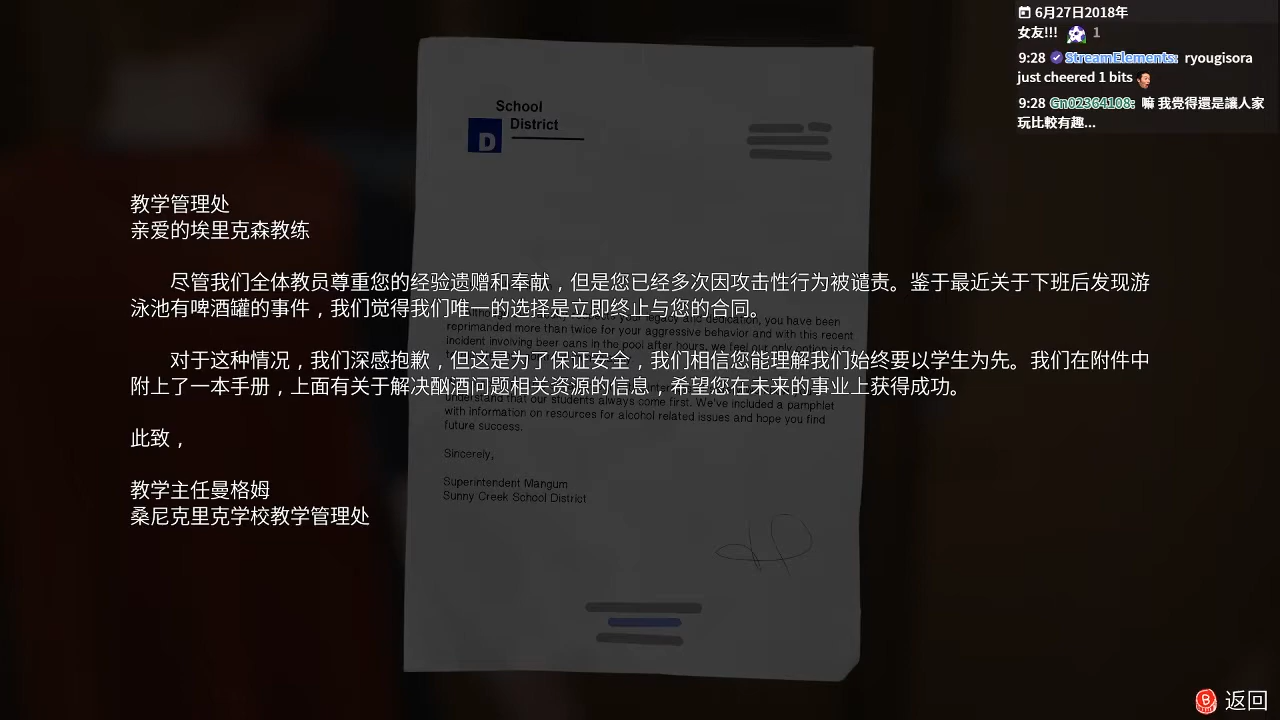 6月27日2018年
女友!!! 1
9:28 StreamElements: ryougisora
just cheered 1 bits
9:28 Gn02364108: 嘛 我覺得還是讓人家
玩比較有趣...
School
District
D
教学管理处
亲爱的埃里克森教练
尽管我们全体教员尊重您的经验遗赠和奉献，但是您已经多次因攻击性行为被谴责。鉴于最近关于下班后发现游
泳池有啤酒罐的事件，我们觉得我们唯一的选择是立即终止与您的合同。
legacy and dedication, you have been
reprimanded more than twice for your aggressive behavior and with this recent
incident involving beer cans in the pool after hours, we feel our only option is to
对于这种情况，我们深感抱歉，但这是为了保证安全，我们相信您能理解我们始终要以学生为先。我们在附件中
附上了一本手册，上面有关于解决酗酒问题相关资源的信息，希望您在未来的事业上获得成功。
understand that our students always come first. We've included a pamphlet
with information on resources for alcohol related issues and hope you find
future success.
此致，
Sincerely,
教学主任曼格姆
桑尼克里克学校教学管理处
Superintendent Mangum
Sunny Creek School District
B 返回